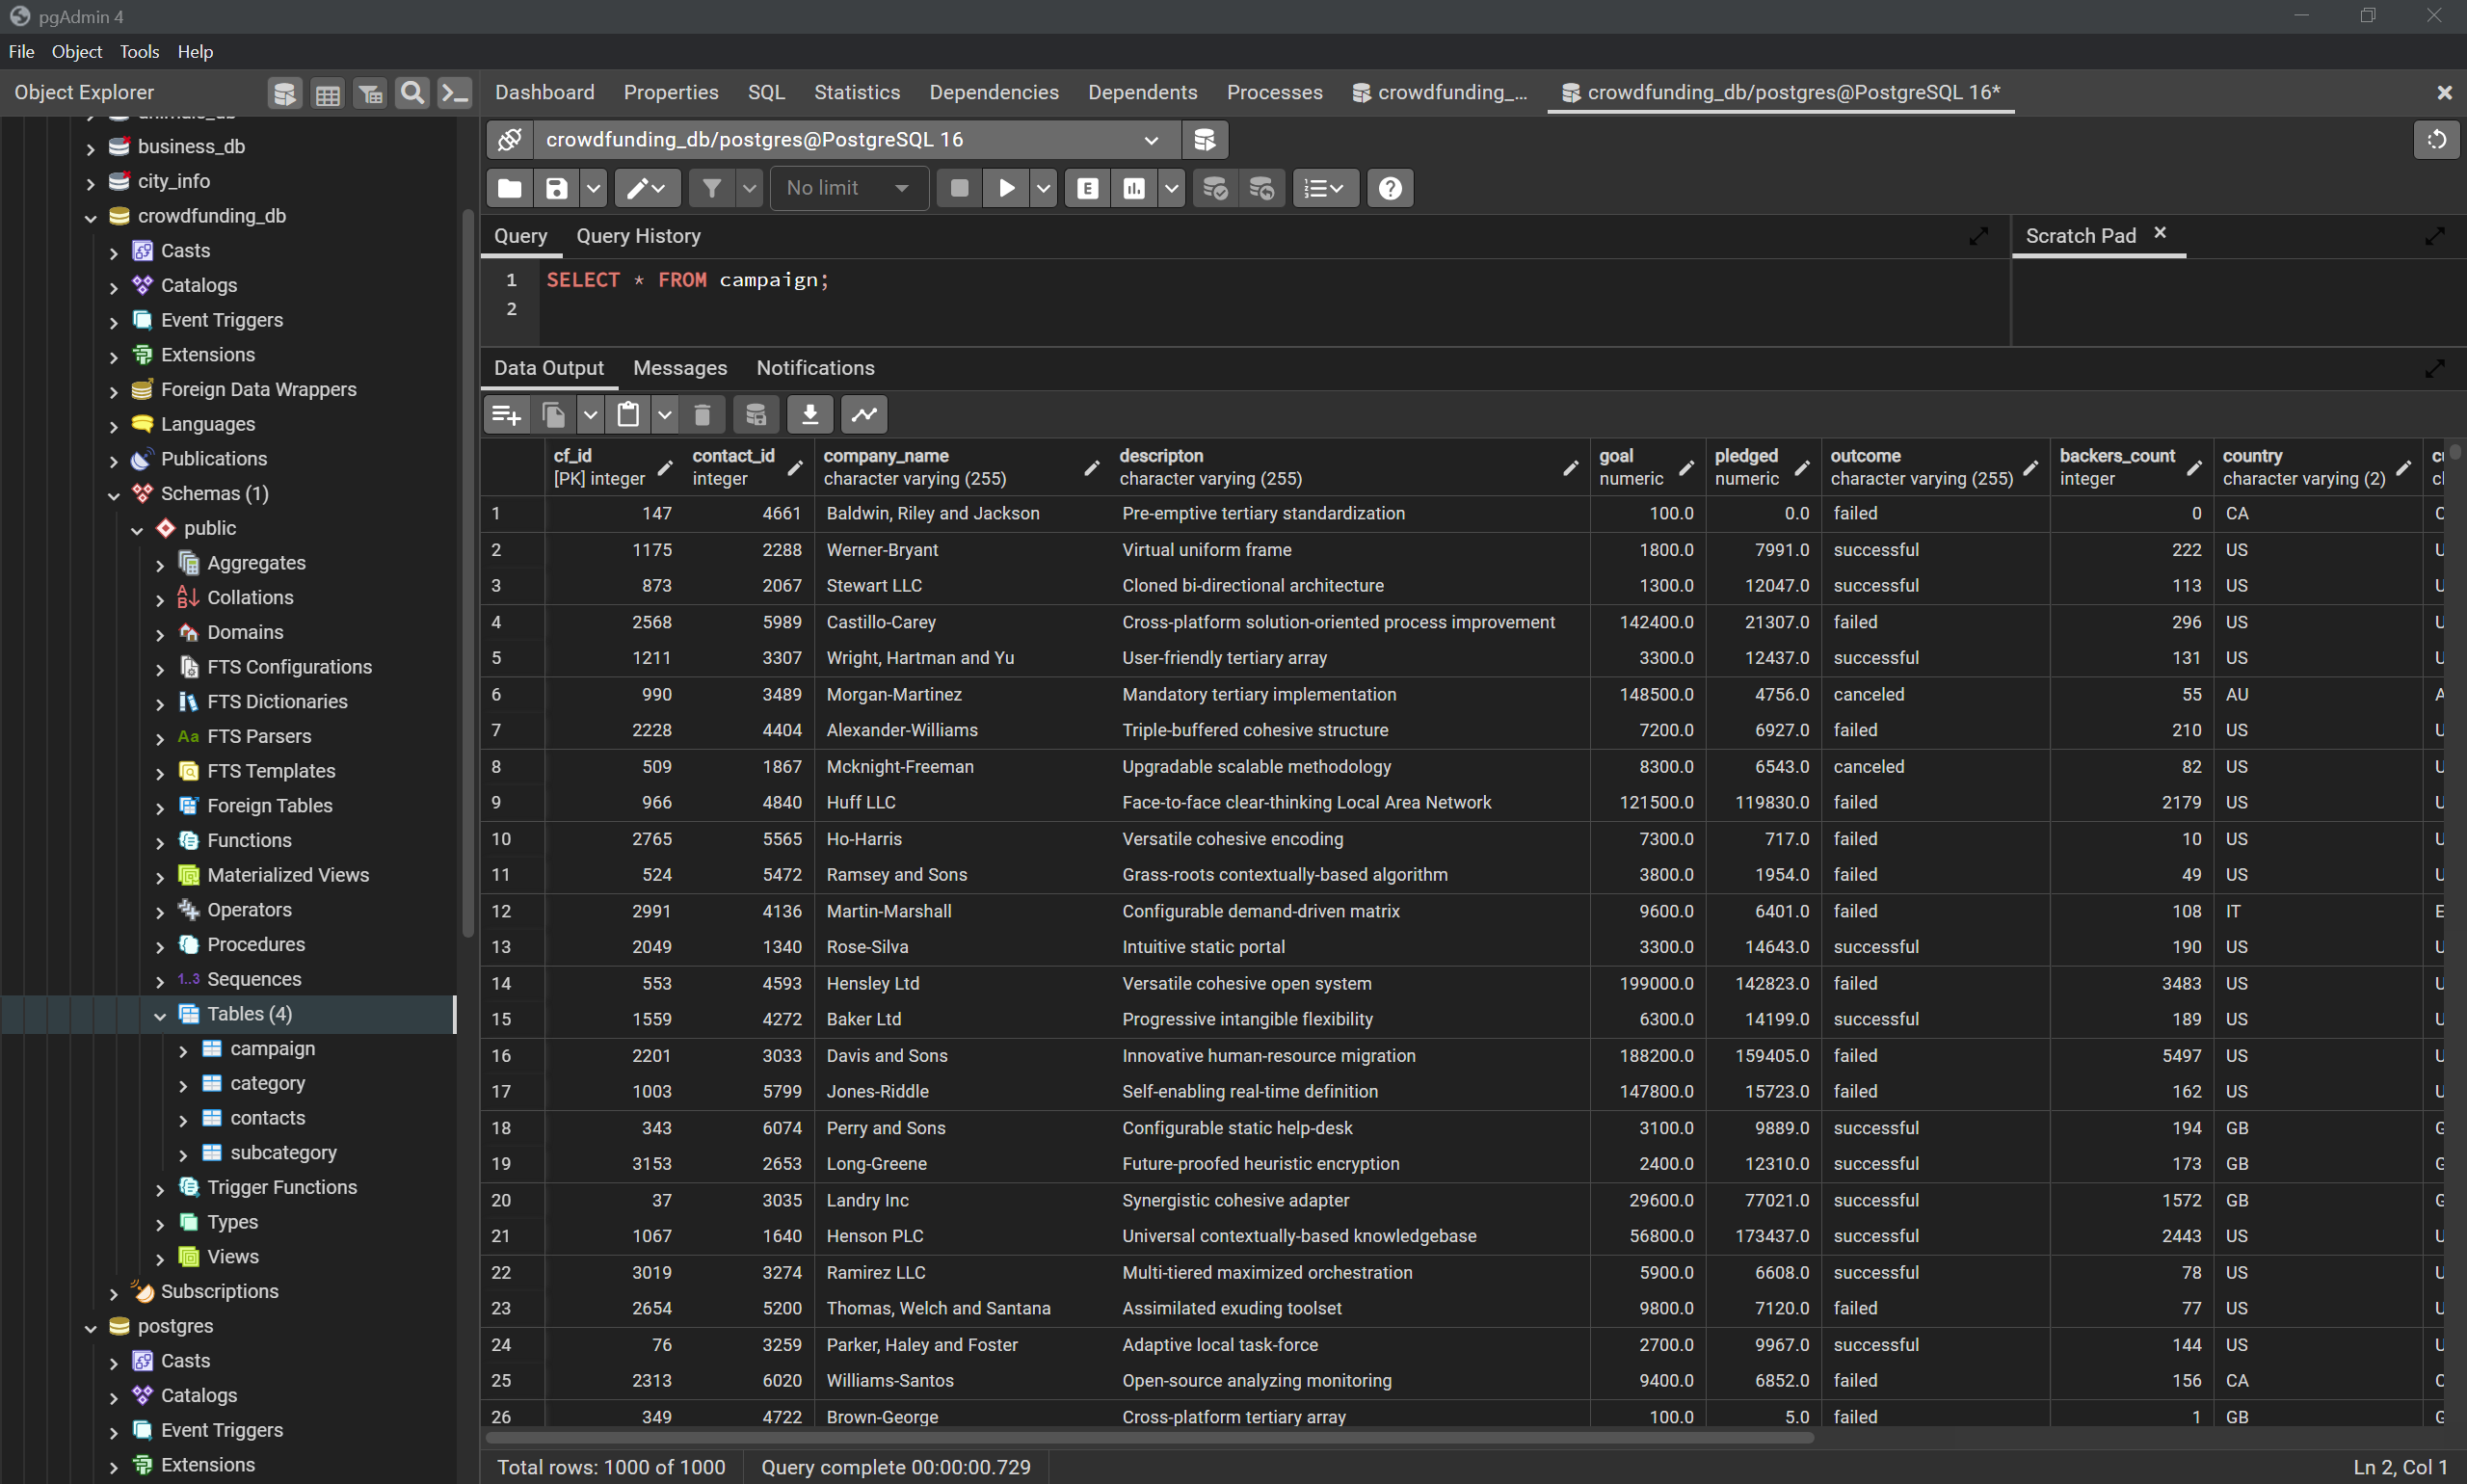 pgAdmin 4
File Object Tools Help
Object Explorer
Dashboard Properties SQL Statistics Dependencies Dependents Processes crowdfunding_... crowdfunding_db/postgres@PostgreSQL 16*
business_db
city_info
crowdfunding_db
Casts
Catalogs
Event Triggers
Extensions
Foreign Data Wrappers
Languages
Publications
Schemas (1)
public
Aggregates
Collations
Domains
FTS Configurations
FTS Dictionaries
Aa FTS Parsers
FTS Templates
Foreign Tables
Functions
Materialized Views
Operators
Procedures
1..3 Sequences
Tables (4)
campaign
category
contacts
subcategory
Trigger Functions
Types
Views
Subscriptions
postgres
Casts
Catalogs
Event Triggers
Extensions
crowdfunding_db/postgres@PostgreSQL 16
No limit
E
Query Query History
Scratch Pad
1 SELECT * FROM campaign;
2
Data Output Messages Notifications
cf_id contact_id company_name descripton goal pledged outcome backers_count country
[PK] integer integer character varying (255) character varying (255) numeric numeric character varying (255) integer character varying (2)
1 147 4661 Baldwin, Riley and Jackson Pre-emptive tertiary standardization 100.0 0.0 failed 0 CA
2 1175 2288 Werner-Bryant Virtual uniform frame 1800.0 7991.0 successful 222 US
3 873 2067 Stewart LLC Cloned bi-directional architecture 1300.0 12047.0 successful 113 US
4 2568 5989 Castillo-Carey Cross-platform solution-oriented process improvement 142400.0 21307.0 failed 296 US
5 1211 3307 Wright, Hartman and Yu User-friendly tertiary array 3300.0 12437.0 successful 131 US
6 990 3489 Morgan-Martinez Mandatory tertiary implementation 148500.0 4756.0 canceled 55 AU
7 2228 4404 Alexander-Williams Triple-buffered cohesive structure 7200.0 6927.0 failed 210 US
8 509 1867 Mcknight-Freeman Upgradable scalable methodology 8300.0 6543.0 canceled 82 US
9 966 4840 Huff LLC Face-to-face clear-thinking Local Area Network 121500.0 119830.0 failed 2179 US
10 2765 5565 Ho-Harris Versatile cohesive encoding 7300.0 717.0 failed 10 US
11 524 5472 Ramsey and Sons Grass-roots contextually-based algorithm 3800.0 1954.0 failed 49 US
12 2991 4136 Martin-Marshall Configurable demand-driven matrix 9600.0 6401.0 failed 108 IT
13 2049 1340 Rose-Silva Intuitive static portal 3300.0 14643.0 successful 190 US
14 553 4593 Hensley Ltd Versatile cohesive open system 199000.0 142823.0 failed 3483 US
15 1559 4272 Baker Ltd Progressive intangible flexibility 6300.0 14199.0 successful 189 US
16 2201 3033 Davis and Sons Innovative human-resource migration 188200.0 159405.0 failed 5497 US
17 1003 5799 Jones-Riddle Self-enabling real-time definition 147800.0 15723.0 failed 162 US
18 343 6074 Perry and Sons Configurable static help-desk 3100.0 9889.0 successful 194 GB
19 3153 2653 Long-Greene Future-proofed heuristic encryption 2400.0 12310.0 successful 173 GB
20 37 3035 Landry Inc Synergistic cohesive adapter 29600.0 77021.0 successful 1572 GB
21 1067 1640 Henson PLC Universal contextually-based knowledgebase 56800.0 173437.0 successful 2443 US
22 3019 3274 Ramirez LLC Multi-tiered maximized orchestration 5900.0 6608.0 successful 78 US
23 2654 5200 Thomas, Welch and Santana Assimilated exuding toolset 9800.0 7120.0 failed 77 US
24 76 3259 Parker, Haley and Foster Adaptive local task-force 2700.0 9967.0 successful 144 US
25 2313 6020 Williams-Santos Open-source analyzing monitoring 9400.0 6852.0 failed 156 CA
26 349 4722 Brown-George Cross-platform tertiary array 100.0 5.0 failed 1 GB
Total rows: 1000 of 1000 Query complete 00:00:00.729 Ln 2, Col 1